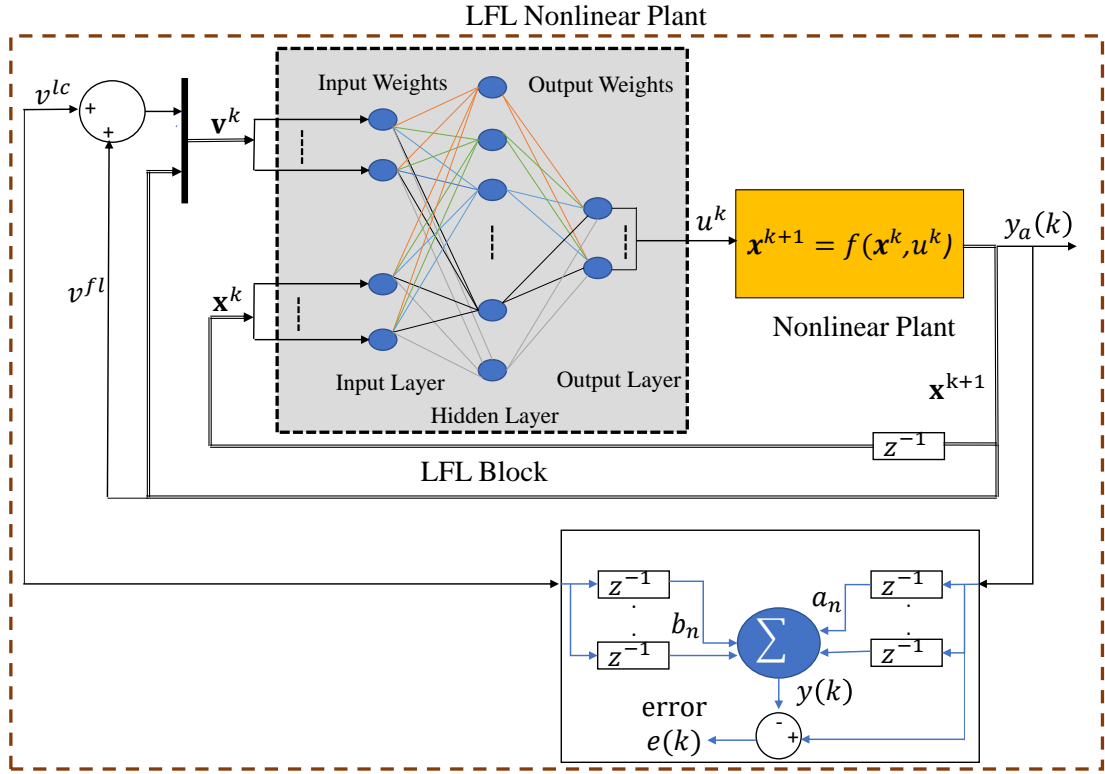 LFL Nonlinear Plant
v^{lc}
+
+
v^k
v^{fl}
x^k
Input Weights
Output Weights
Input Layer
Output Layer
Hidden Layer
LFL Block
u^k
x^{k+1} = f(x^k,u^k)
Nonlinear Plant
y_a(k)
x^{k+1}
z^{-1}
z^{-1}
.
.
z^{-1}
b_n
∑
a_n
z^{-1}
.
.
z^{-1}
y(k)
-
+
error
e(k)